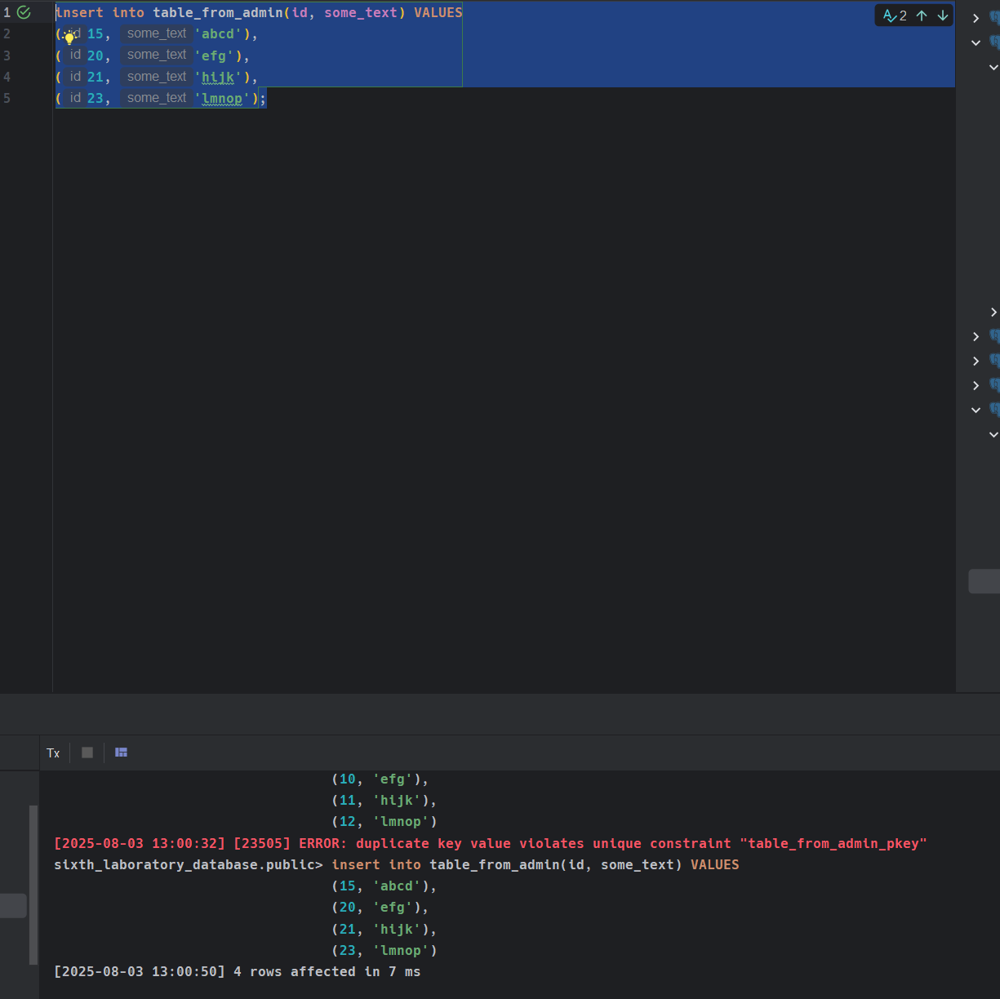 1 insert into table_from_admin(id, some_text) VALUES
2 ( id 15, some_text 'abcd'),
3 ( id 20, some_text 'efg'),
4 ( id 21, some_text 'hijk'),
5 ( id 23, some_text 'lmnop');
2
Tx
(10, 'efg'),
(11, 'hijk'),
(12, 'lmnop')
[2025-08-03 13:00:32] [23505] ERROR: duplicate key value violates unique constraint "table_from_admin_pkey"
sixth_laboratory_database.public> insert into table_from_admin(id, some_text) VALUES
(15, 'abcd'),
(20, 'efg'),
(21, 'hijk'),
(23, 'lmnop')
[2025-08-03 13:00:50] 4 rows affected in 7 ms